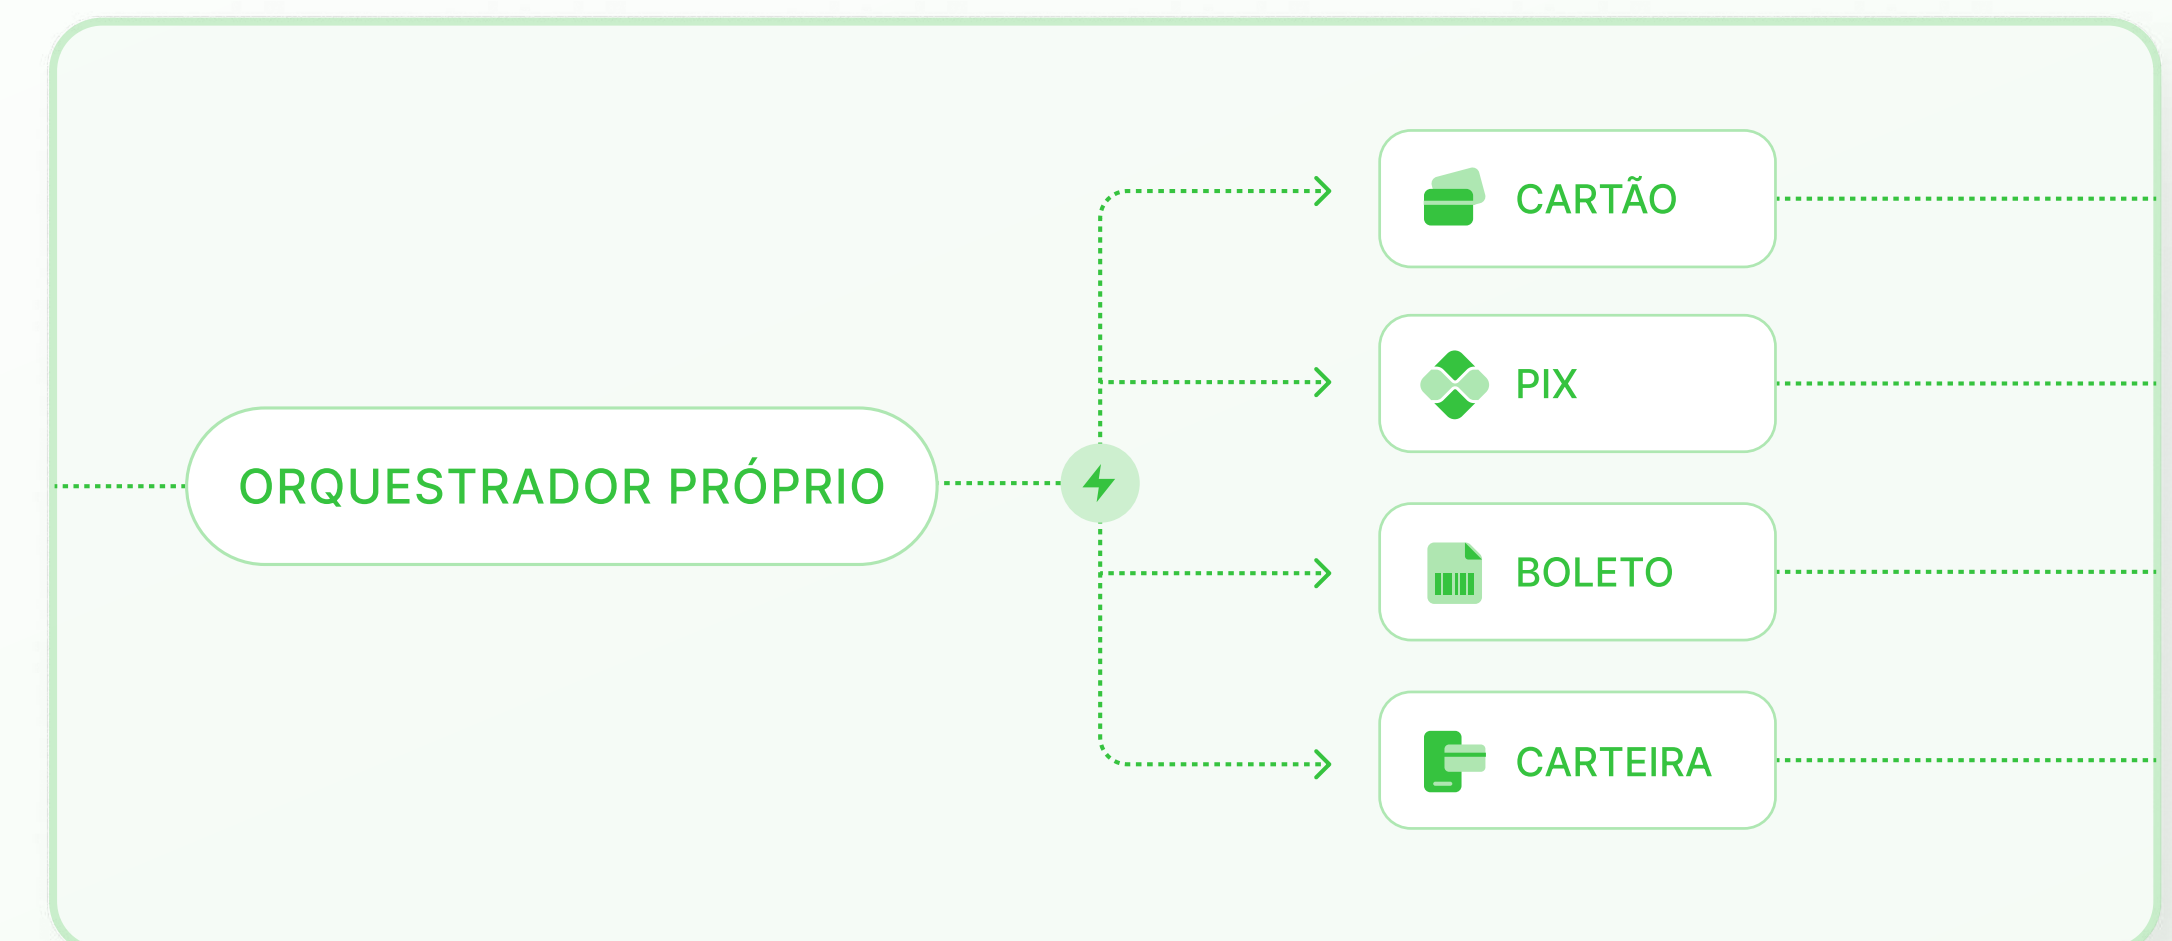 ORQUESTRADOR PRÓPRIO
CARTÃO
PIX
BOLETO
CARTEIRA